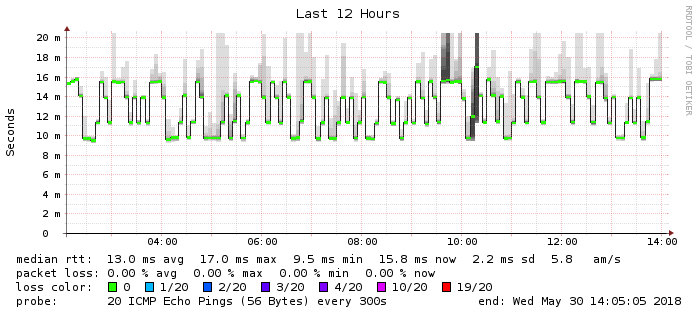 Last 12 Hours
RRDTOOL / TOBI OETIKER
Seconds
20 m
18 m
16 m
14 m
12 m
10 m
8 m
6 m
4 m
2 m
0
04:00 06:00 08:00 10:00 12:00 14:00
median rtt: 13.0 ms avg 17.0 ms max 9.5 ms min 15.8 ms now 2.2 ms sd 5.8 am/s
packet loss: 0.00 % avg 0.00 % max 0.00 % min 0.00 % now
loss color: 0 1/20 2/20 3/20 4/20 10/20 19/20
probe: 20 ICMP Echo Pings (56 Bytes) every 300s end: Wed May 30 14:05:05 2018